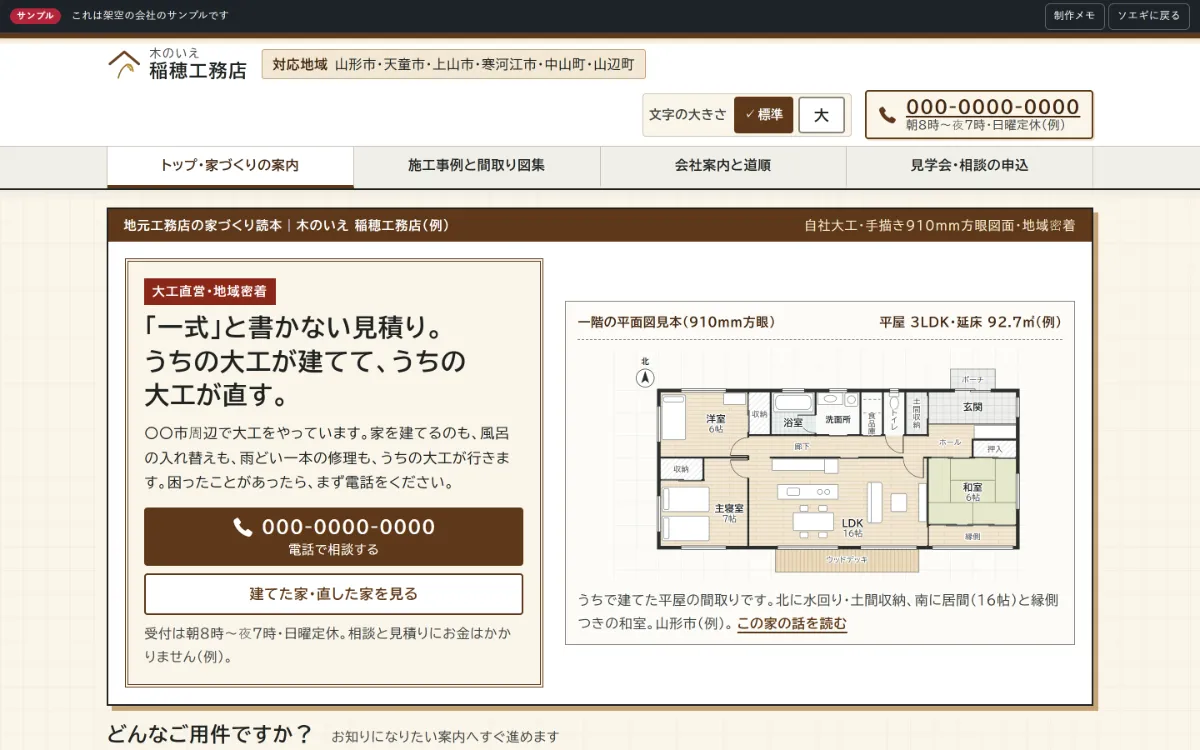 サンプル これは架空の会社のサンプルです 制作メモ ソエギに戻る
木のいえ
稲穂工務店
対応地域 山形市・天童市・上山市・寒河江市・中山町・山辺町
文字の大きさ ✓標準 大
000-0000-0000
朝8時〜夜7時・日曜定休(例)
トップ・家づくりの案内 施工事例と間取り図集 会社案内と道順 見学会・相談の申込
地元工務店の家づくり読本｜木のいえ 稲穂工務店(例) 自社大工・手描き910mm方眼図面・地域密着
大工直営・地域密着
「一式」と書かない見積り。
うちの大工が建てて、うちの
大工が直す。
〇〇市周辺で大工をやっています。家を建てるのも、風呂
の入れ替えも、雨どい一本の修理も、うちの大工が行きま
す。困ったことがあったら、まず電話をください。
000-0000-0000
電話で相談する
建てた家・直した家を見る
受付は朝8時〜夜7時・日曜定休。相談と見積りにお金はかか
りません(例)。
一階の平面図見本(910mm方眼) 平屋 3LDK・延床 92.7㎡(例)
北
ポーチ
洋室
6帖
収納
浴室
洗面所
食品庫
トイレ
土間収納
玄関
廊下
ホール
押入
収納
主寝室
7帖
LDK
16帖
和室
6帖
縁側
ウッドデッキ
うちで建てた平屋の間取りです。北に水回り・土間収納、南に居間(16帖)と縁側
つきの和室。山形市(例)。 この家の話を読む
どんなご用件ですか？ お知りになりたい案内へすぐ進めます